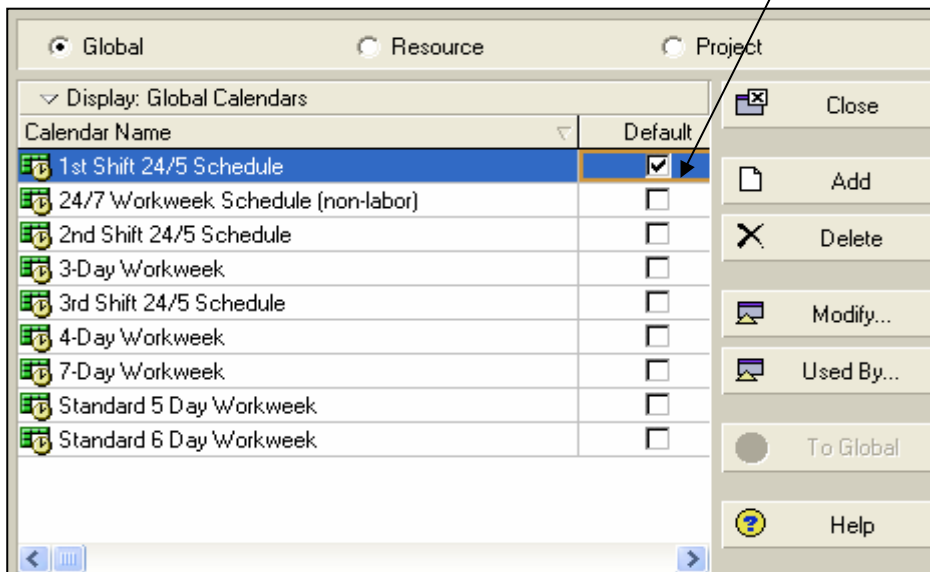 Global Resource Project
Display: Global Calendars
Calendar Name Default
1st Shift 24/5 Schedule
24/7 Workweek Schedule (non-labor)
2nd Shift 24/5 Schedule
3-Day Workweek
3rd Shift 24/5 Schedule
4-Day Workweek
7-Day Workweek
Standard 5 Day Workweek
Standard 6 Day Workweek
Close
Add
Delete
Modify...
Used By...
To Global
Help